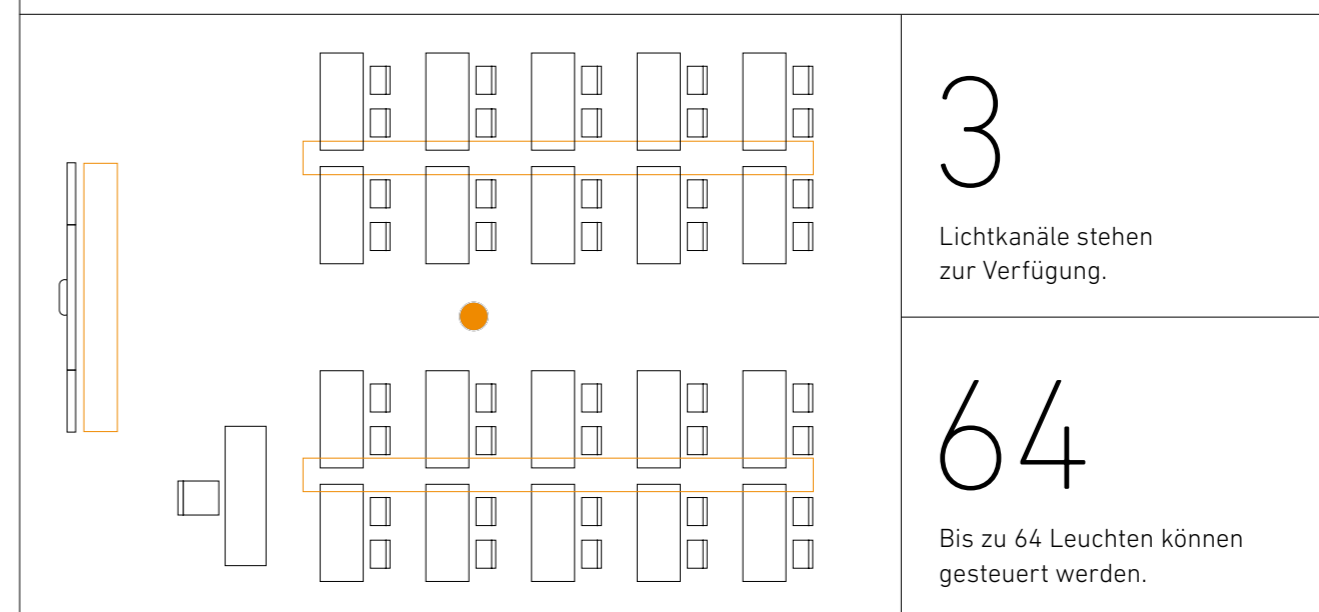 3
Lichtkanäle stehen
zur Verfügung.
64
Bis zu 64 Leuchten können
gesteuert werden.